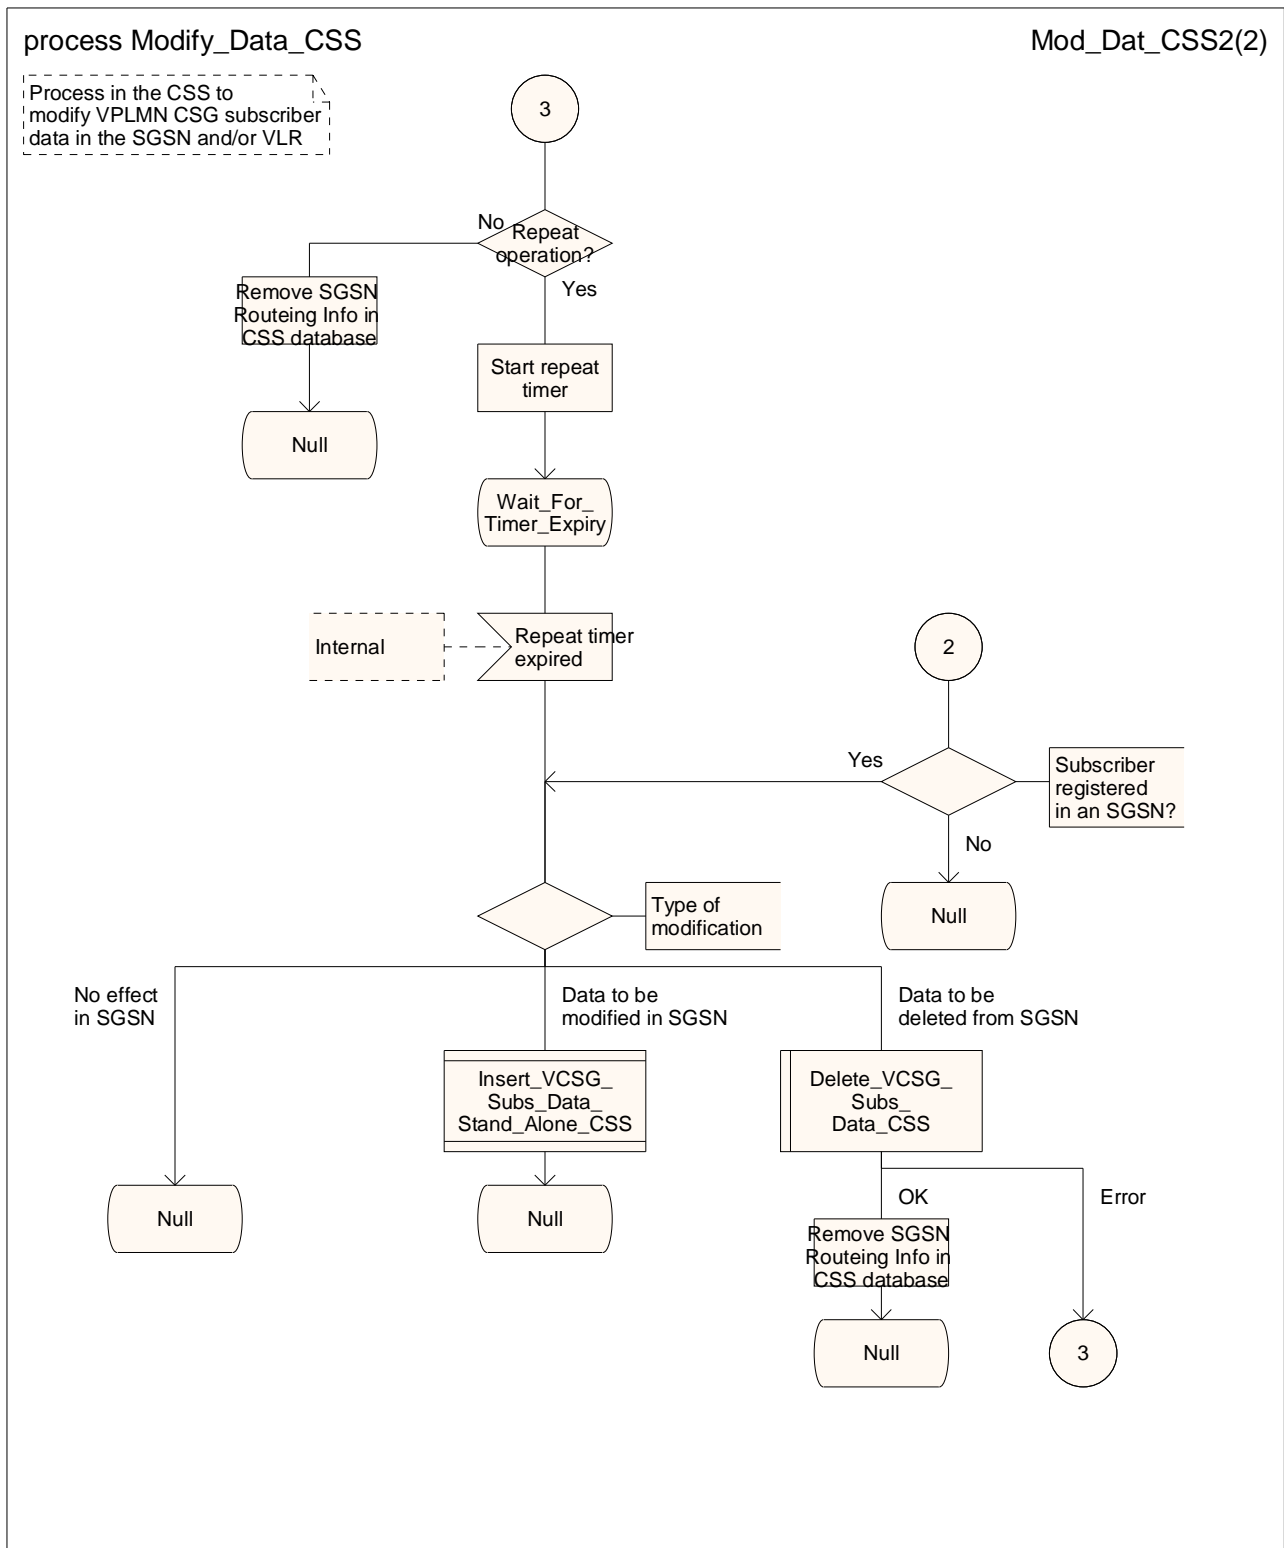 process Modify_Data_CSS
Mod_Dat_CSS2(2)
Process in the CSS to
modify VPLMN CSG subscriber
data in the SGSN and/or VLR
3
No
Repeat
operation?
Yes
Remove SGSN
Routeing Info in
CSS database
Start repeat
timer
Null
Wait_For_
Timer_Expiry
Internal
Repeat timer
expired
2
Yes
Subscriber
registered
in an SGSN?
No
Type of
modification
Null
No effect
in SGSN
Data to be
modified in SGSN
Data to be
deleted from SGSN
Insert_VCSG_
Subs_Data_
Stand_Alone_CSS
Delete_VCSG_
Subs_
Data_CSS
Null
Null
OK
Error
Remove SGSN
Routeing Info in
CSS database
Null
3